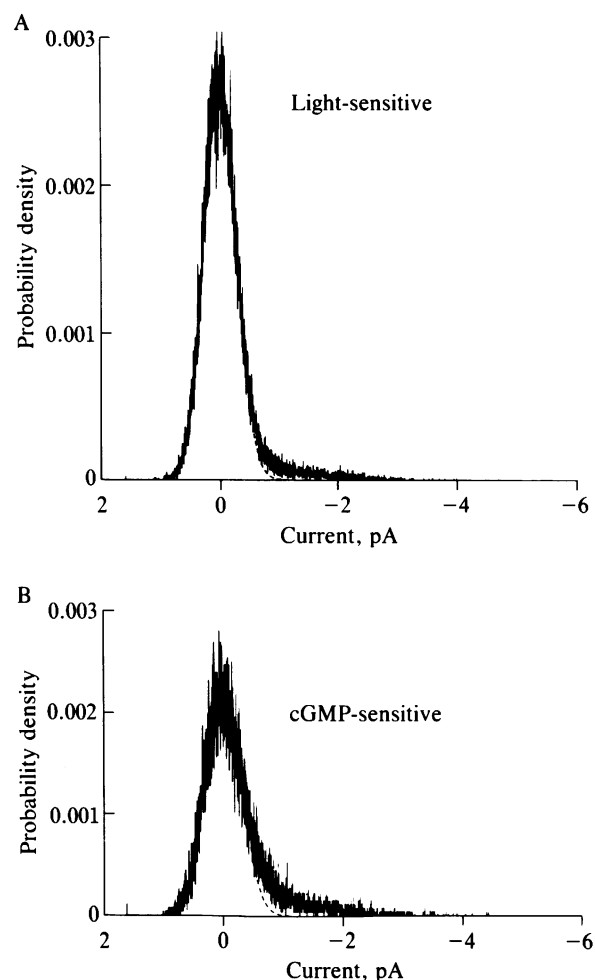 A
0.003
Light-sensitive
0.002
Probability density
0.001
0
2 0 −2 −4 −6
Current, pA
B
0.003
cGMP-sensitive
0.002
Probability density
0.001
0
2 0 −2 −4 −6
Current, pA